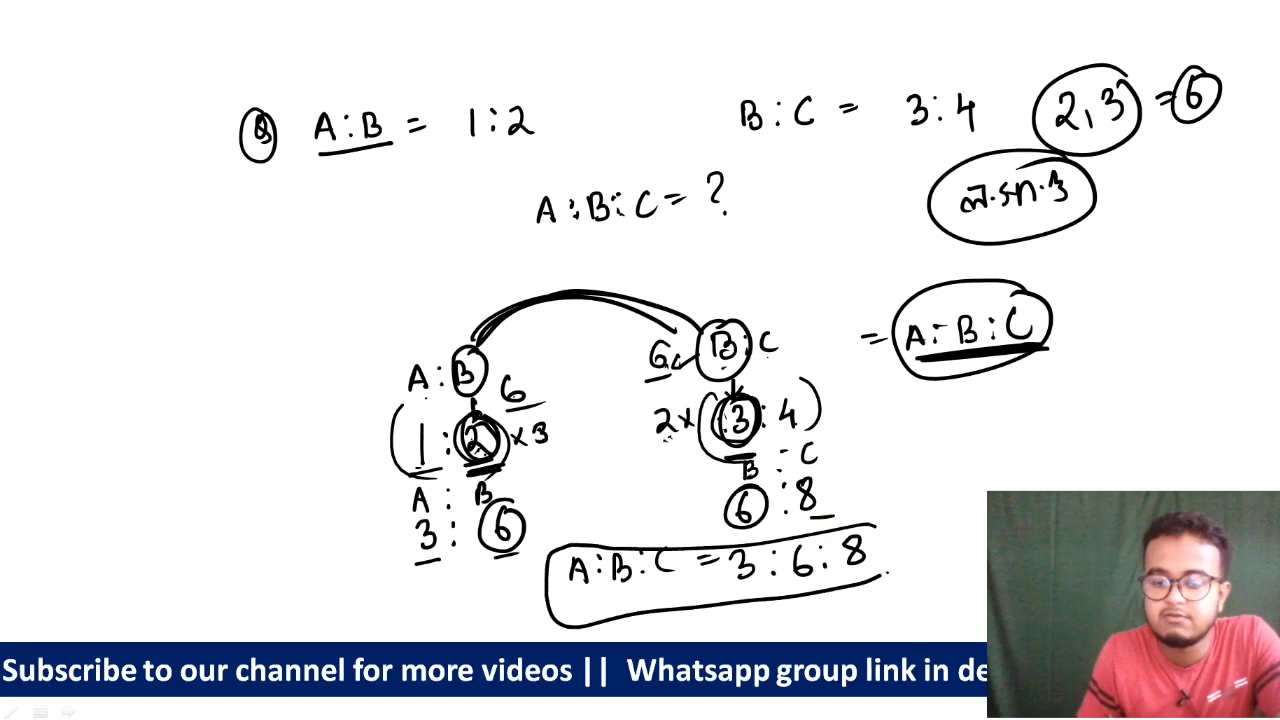 Q A : B = 1 : 2 B : C = 3 : 4 2, 3 = 6
ল.সা.গু
A : B : C = ?
= A : B : C
A : B 6 B : C
6
(1 : 2) × 3 2 × (3 : 4)
A : B B : C
3 : 6 6 : 8
A : B : C = 3 : 6 : 8
Subscribe to our channel for more videos || Whatsapp group link in de